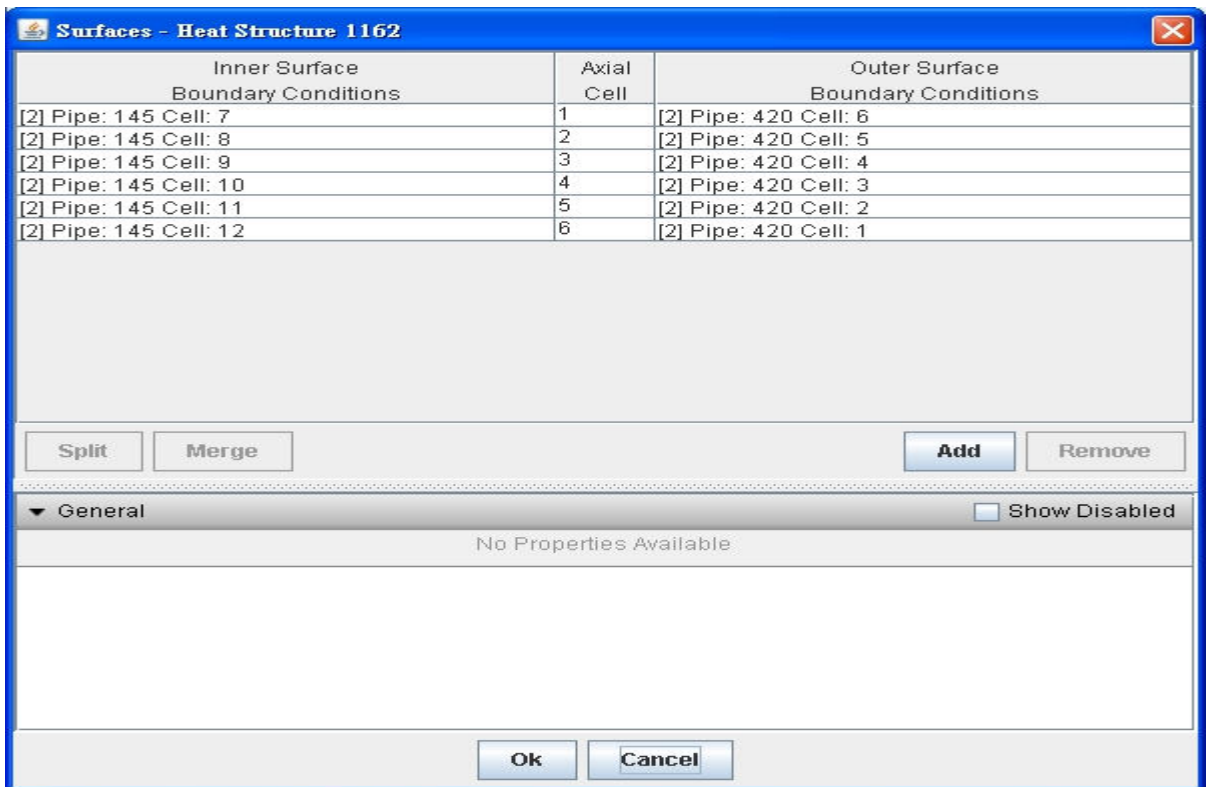 Surfaces - Heat Structure 1162
Inner Surface Axial Outer Surface
Boundary Conditions Cell Boundary Conditions
[2] Pipe: 145 Cell: 7 1 [2] Pipe: 420 Cell: 6
[2] Pipe: 145 Cell: 8 2 [2] Pipe: 420 Cell: 5
[2] Pipe: 145 Cell: 9 3 [2] Pipe: 420 Cell: 4
[2] Pipe: 145 Cell: 10 4 [2] Pipe: 420 Cell: 3
[2] Pipe: 145 Cell: 11 5 [2] Pipe: 420 Cell: 2
[2] Pipe: 145 Cell: 12 6 [2] Pipe: 420 Cell: 1
Split Merge Add Remove
General Show Disabled
No Properties Available
Ok Cancel